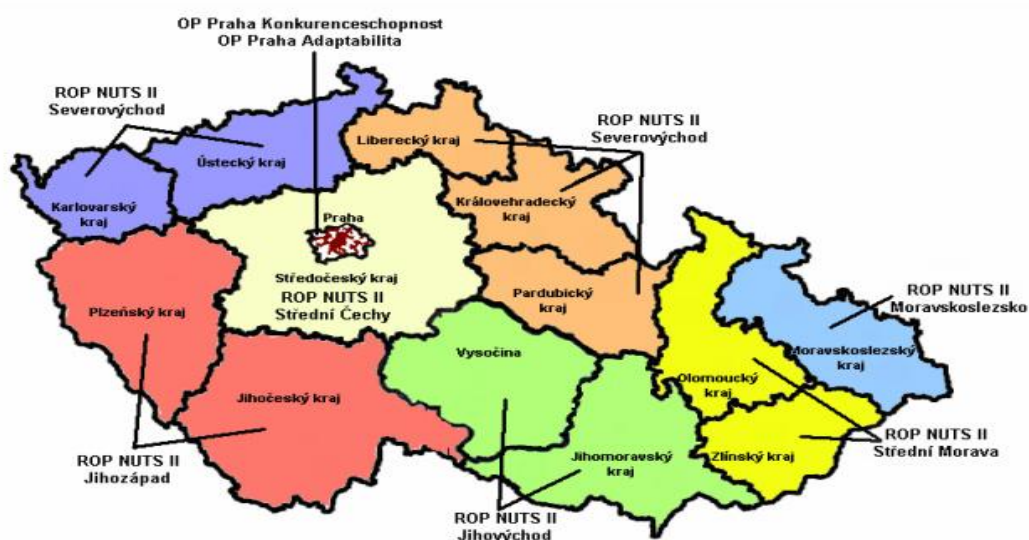 OP Praha Konkurenceschopnost
OP Praha Adaptabilita
ROP NUTS II
Severovýchod
ROP NUTS II
Severovýchod
Liberecký kraj
Ústecký kraj
Karlovarský
kraj
Královehradecký
kraj
Praha
Středočeský kraj
ROP NUTS II
Střední Čechy
Pardubický
kraj
ROP NUTS II
Moravskoslezsko
Plzeňský kraj
Vysočina
Moravskoslezský
kraj
Olomoucký
kraj
Jihočeský kraj
ROP NUTS II
Střední Morava
Zlínský kraj
Jihomoravský
kraj
ROP NUTS II
Jihozápad
ROP NUTS II
Jihovýchod